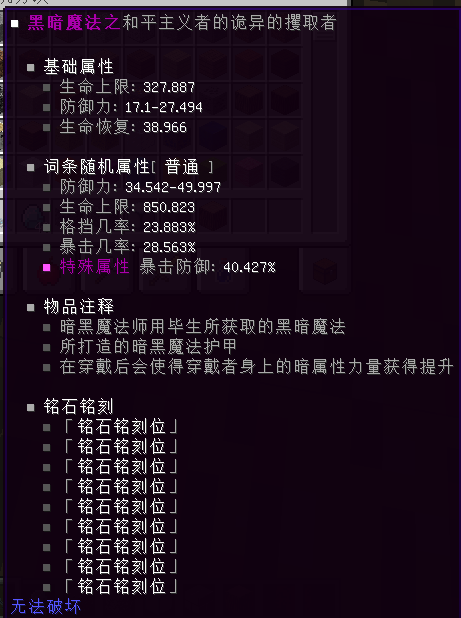 黑暗魔法之和平主义者的诡异的攫取者
基础属性
生命上限: 327.887
防御力: 17.1-27.494
生命恢复: 38.966
词条随机属性[ 普通 ]
防御力: 34.542-49.997
生命上限: 850.823
格挡几率: 23.883%
暴击几率: 28.563%
特殊属性 暴击防御: 40.427%
物品注释
暗黑魔法师用毕生所获取的黑暗魔法
所打造的暗黑魔法护甲
在穿戴后会使得穿戴者身上的暗属性力量获得提升
铭石铭刻
「铭石铭刻位」
「铭石铭刻位」
「铭石铭刻位」
「铭石铭刻位」
「铭石铭刻位」
「铭石铭刻位」
「铭石铭刻位」
「铭石铭刻位」
「铭石铭刻位」
无法破坏